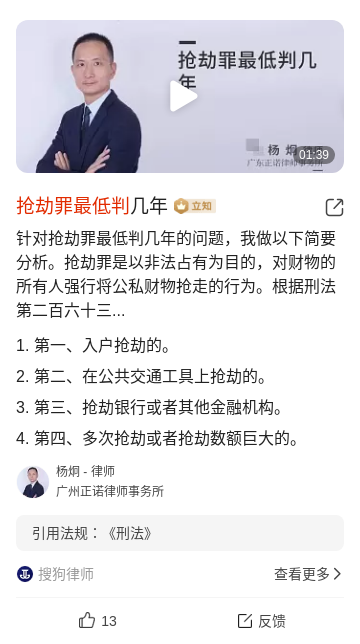 抢劫罪最低判几
年
杨炯
广东正诺律师事务所
01:39
抢劫罪最低判几年 立知
针对抢劫罪最低判几年的问题，我做以下简要
分析。抢劫罪是以非法占有为目的，对财物的
所有人强行将公私财物抢走的行为。根据刑法
第二百六十三...
1. 第一、入户抢劫的。
2. 第二、在公共交通工具上抢劫的。
3. 第三、抢劫银行或者其他金融机构。
4. 第四、多次抢劫或者抢劫数额巨大的。
杨炯 - 律师
广州正诺律师事务所
引用法规：《刑法》
搜狗律师 查看更多
13 反馈